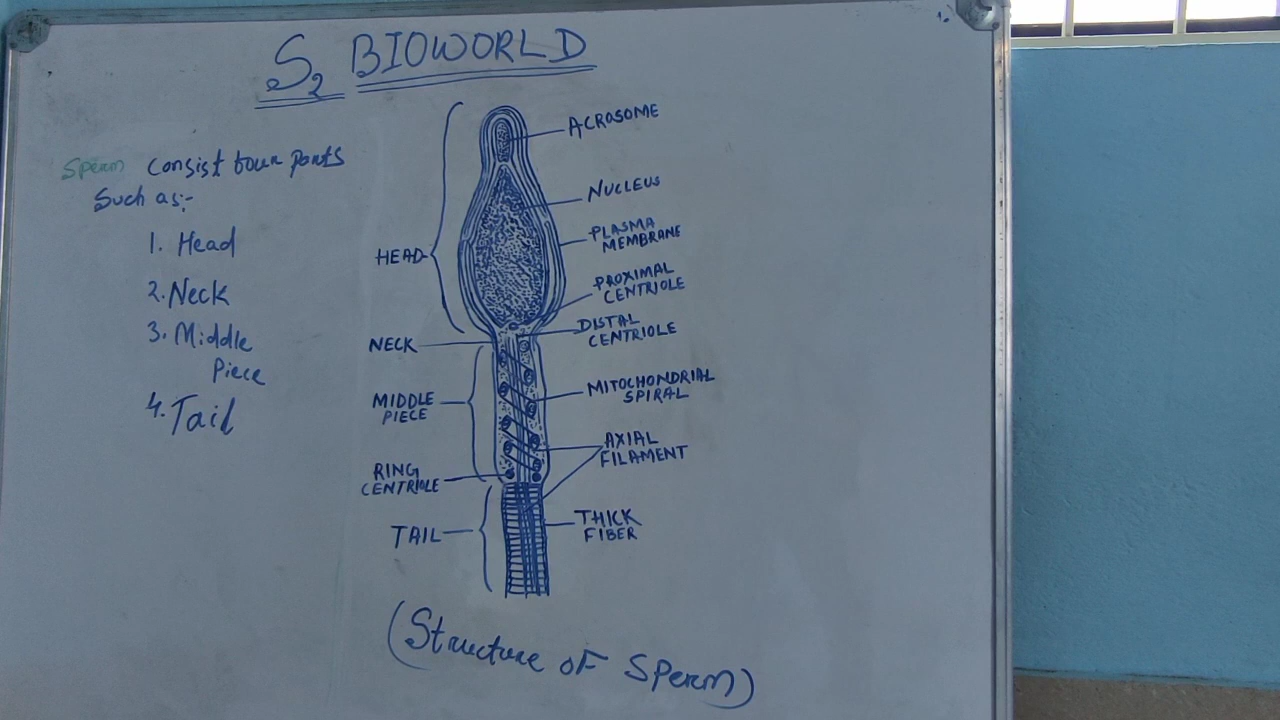 S2 BIOWORLD
Sperm consist four parts
Such as:-
1. Head
2. Neck
3. Middle
Piece
4. Tail
ACROSOME
NUCLEUS
PLASMA
MEMBRANE
HEAD
PROXIMAL
CENTRIOLE
DISTAL
CENTRIOLE
NECK
MITOCHONDRIAL
SPIRAL
MIDDLE
PIECE
AXIAL
FILAMENT
RING
CENTRIOLE
THICK
FIBER
TAIL
(Structure OF Sperm)